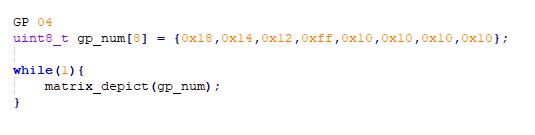 GP 04
uint8_t gp_num[8] = {0x18,0x14,0x12,0xff,0x10,0x10,0x10,0x10};
while(1){
matrix_depict(gp_num);
}